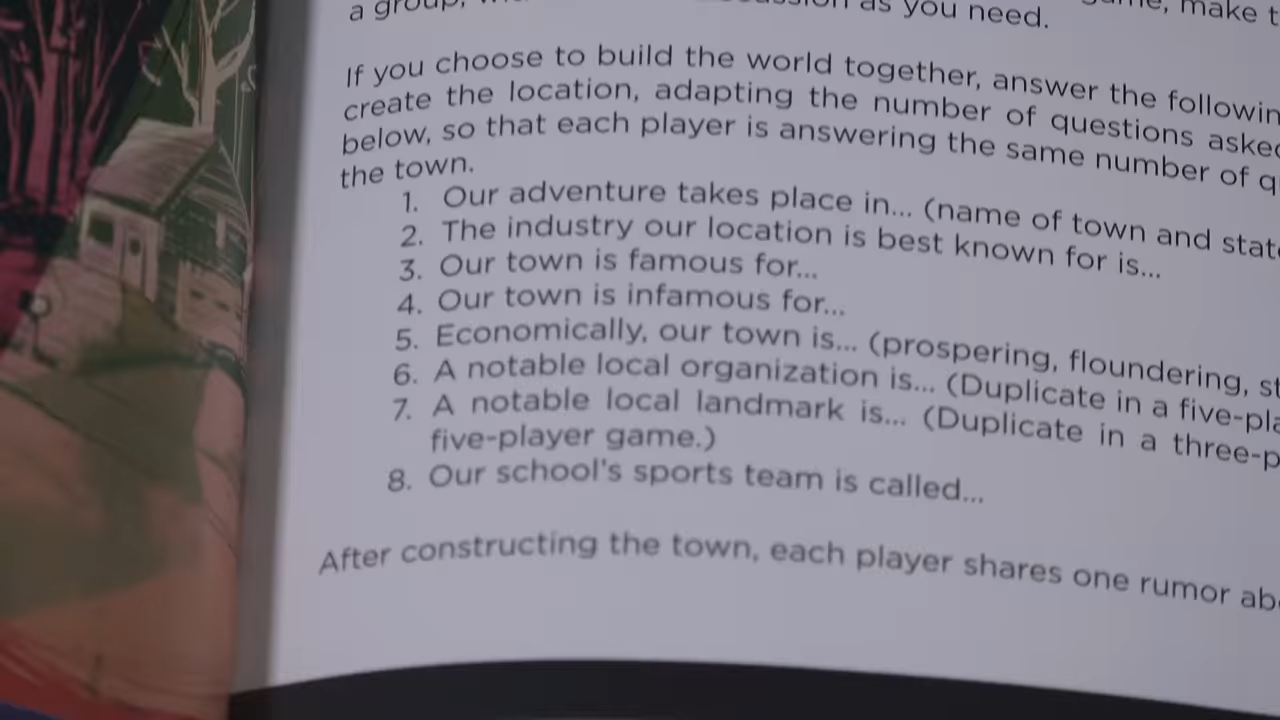 a group, as you need. make t
If you choose to build the world together, answer the followin
create the location, adapting the number of questions aske
below, so that each player is answering the same number of q
the town.
1. Our adventure takes place in... (name of town and state
2. The industry our location is best known for is...
3. Our town is famous for...
4. Our town is infamous for...
5. Economically, our town is... (prospering, floundering, st
6. A notable local organization is... (Duplicate in a five-pla
7. A notable local landmark is... (Duplicate in a three-p
five-player game.)
8. Our school's sports team is called...
After constructing the town, each player shares one rumor abo